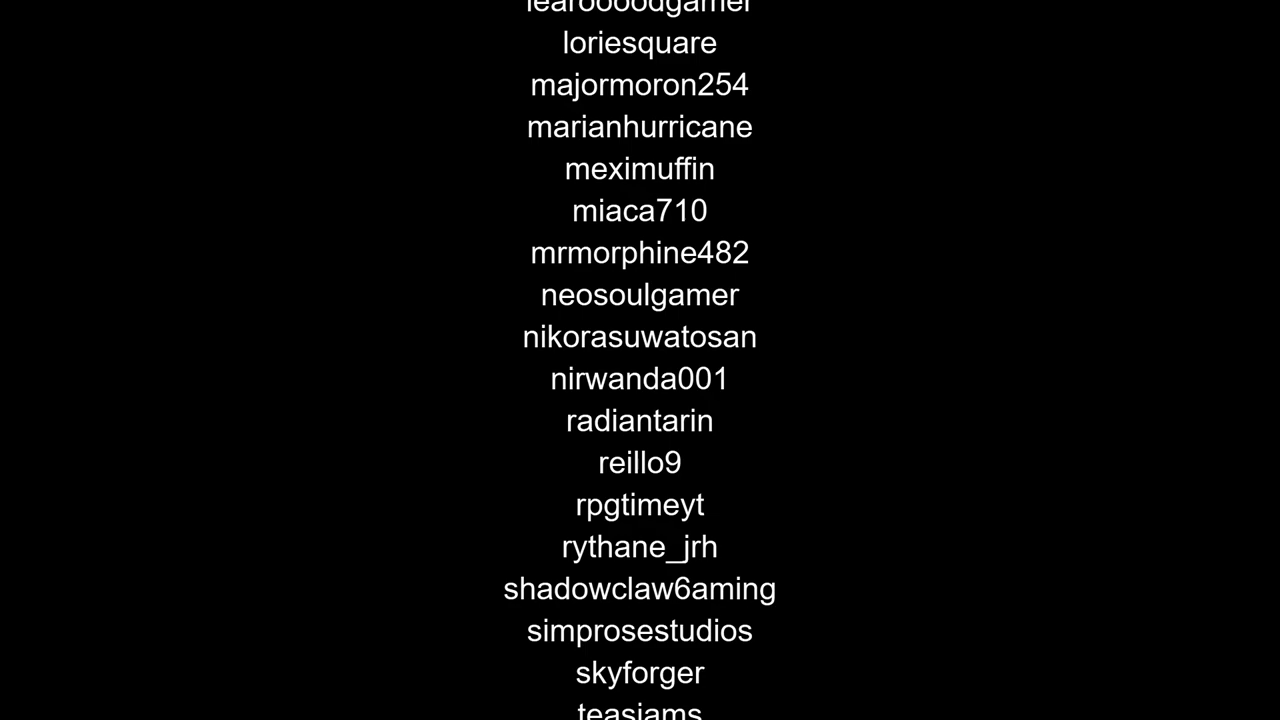 loriesquare
majormoron254
marianhurricane
meximuffin
miaca710
mrmorphine482
neosoulgamer
nikorasuwatosan
nirwanda001
radiantarin
reillo9
rpgtimeyt
rythane_jrh
shadowclaw6aming
simprosestudios
skyforger